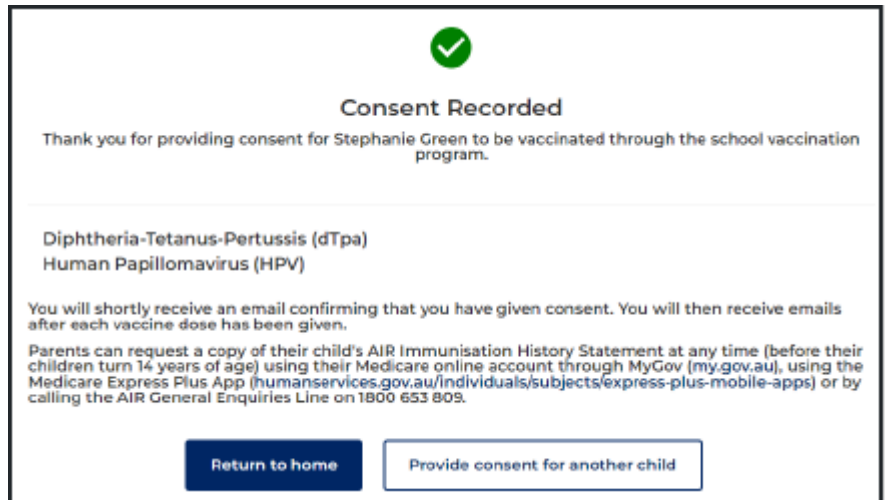 Consent Recorded
Thank you for providing consent for Stephanie Green to be vaccinated through the school vaccination
program.
Diphtheria-Tetanus-Pertussis (dTpa)
Human Papillomavirus (HPV)
You will shortly receive an email confirming that you have given consent. You will then receive emails
after each vaccine dose has been given.
Parents can request a copy of their child's AIR Immunisation History Statement at any time (before their
children turn 14 years of age) using their Medicare online account through MyGov (my.gov.au), using the
Medicare Express Plus App (humanservices.gov.au/individuals/subjects/express-plus-mobile-apps) or by
calling the AIR General Enquiries Line on 1800 653 809.
Return to home
Provide consent for another child